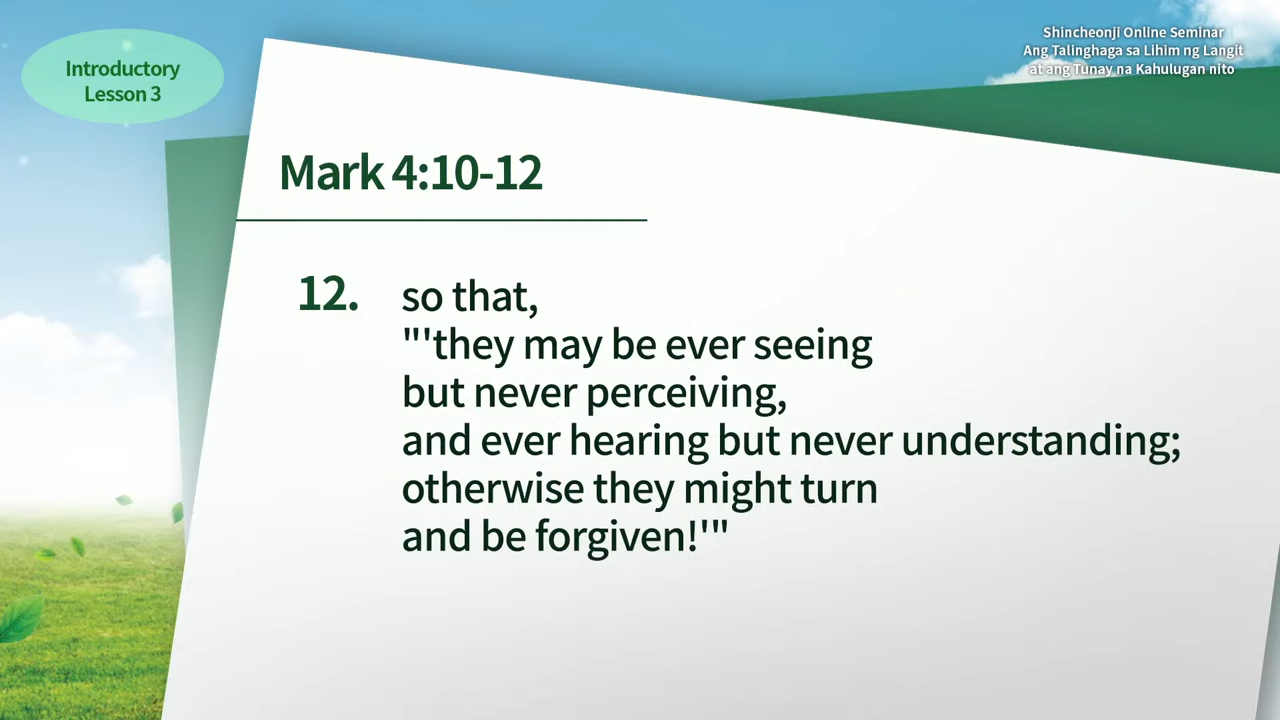 Introductory
Lesson 3
Shincheonji Online Seminar
Ang Talinghaga sa Lihim ng Langit
at ang Tunay na Kahulugan nito
Mark 4:10-12
12. so that,
"'they may be ever seeing
but never perceiving,
and ever hearing but never understanding;
otherwise they might turn
and be forgiven!'"